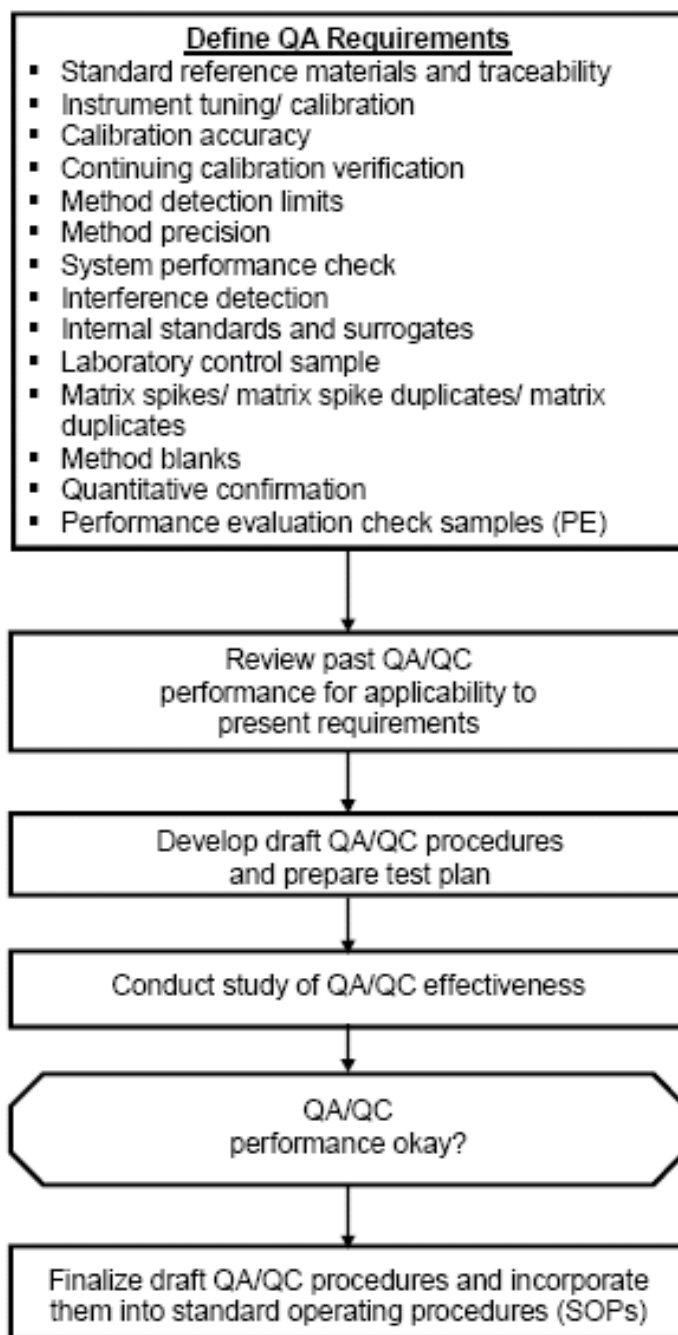 Define QA Requirements
▪ Standard reference materials and traceability
▪ Instrument tuning/ calibration
▪ Calibration accuracy
▪ Continuing calibration verification
▪ Method detection limits
▪ Method precision
▪ System performance check
▪ Interference detection
▪ Internal standards and surrogates
▪ Laboratory control sample
▪ Matrix spikes/ matrix spike duplicates/ matrix
duplicates
▪ Method blanks
▪ Quantitative confirmation
▪ Performance evaluation check samples (PE)
Review past QA/QC
performance for applicability to
present requirements
Develop draft QA/QC procedures
and prepare test plan
Conduct study of QA/QC effectiveness
QA/QC
performance okay?
Finalize draft QA/QC procedures and incorporate
them into standard operating procedures (SOPs)